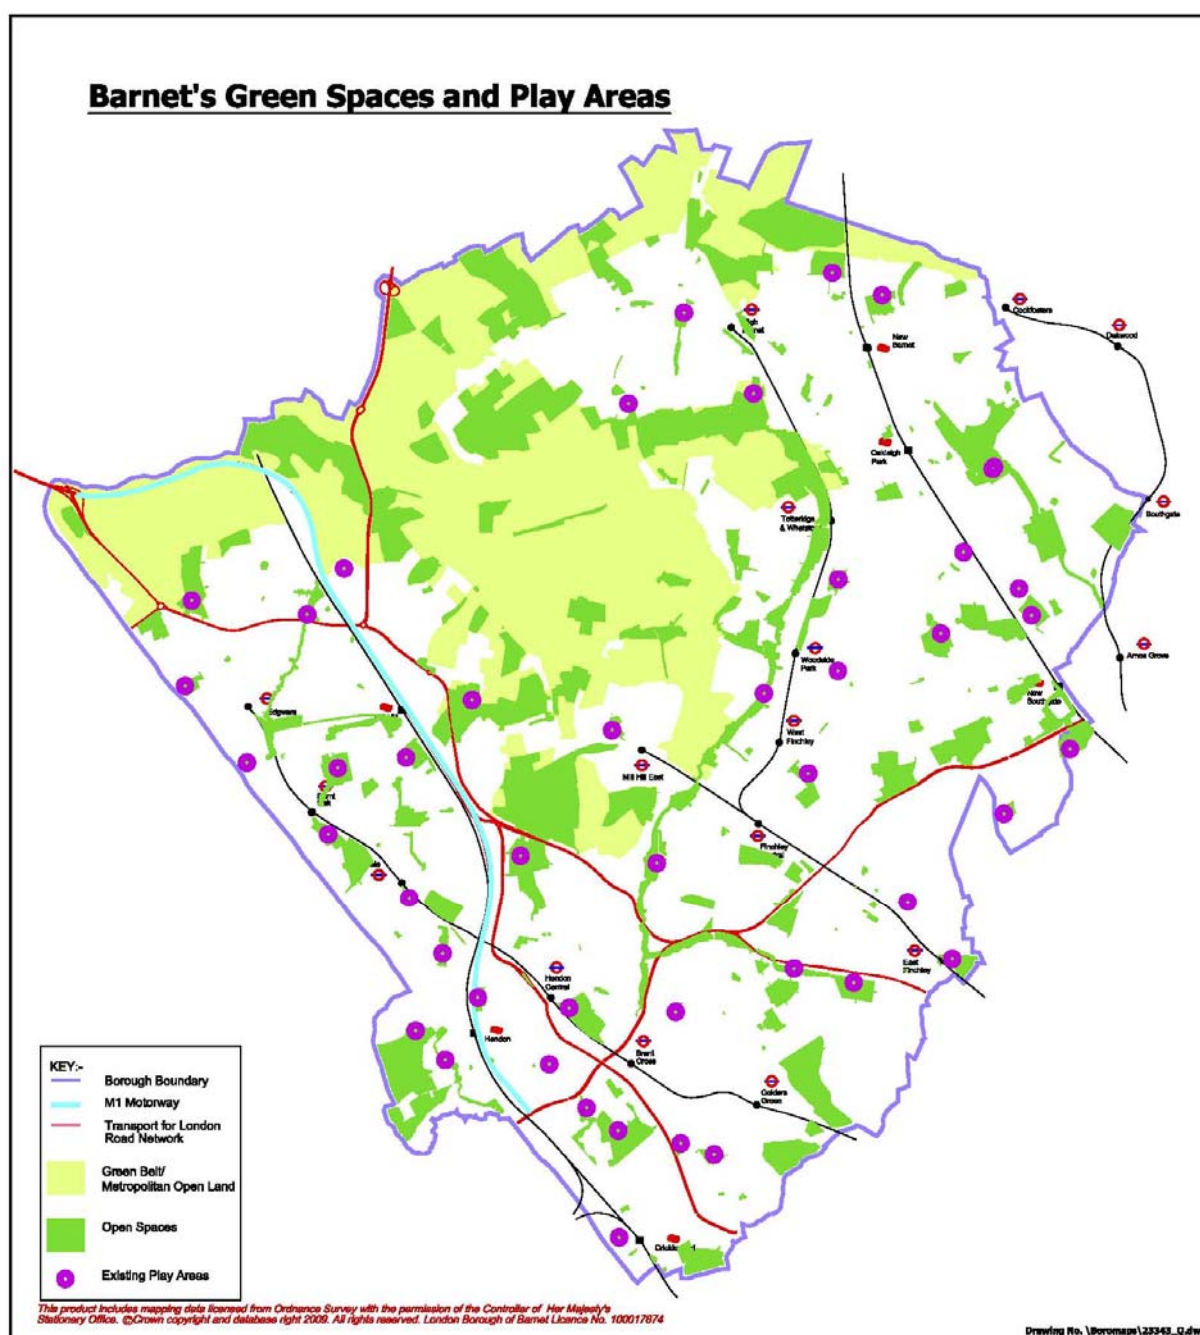 Barnet's Green Spaces and Play Areas
Cockfosters
Oakwood
New
Barnet
Oakleigh
Park
Totteridge
Southgate
Woodside
Park
Arnos Grove
New
West
Finchley
Mill Hill East
Finchley
East
Finchley
Hendon
Central
Hendon
Brent
Cross
Golders
Green
KEY:-
Borough Boundary
M1 Motorway
Transport for London
Road Network
Green Belt/
Metropolitan Open Land
Open Spaces
Existing Play Areas
This product includes mapping data licensed from Ordnance Survey with the permission of the Controller of Her Majesty's
Stationery Office. ©Crown copyright and database right 2009. All rights reserved. London Borough of Barnet Licence No. 100017674
Drawing No.